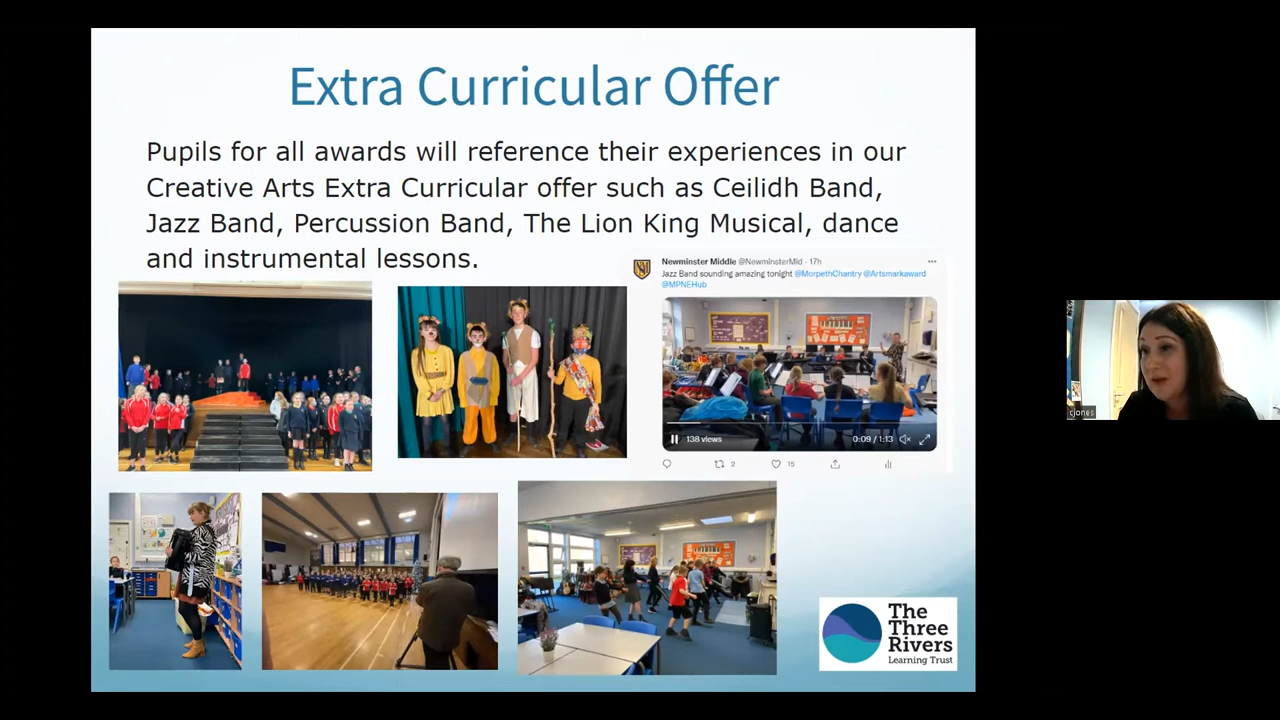 Extra Curricular Offer
Pupils for all awards will reference their experiences in our
Creative Arts Extra Curricular offer such as Ceilidh Band,
Jazz Band, Percussion Band, The Lion King Musical, dance
and instrumental lessons.
Newminster Middle @NewminsterMid · 17h
Jazz Band sounding amazing tonight @MorpethChantry @Artsmarkaward
@MPNEHub
138 views
0:09 / 1:13
2
15
cjones
The
Three
Rivers
Learning Trust